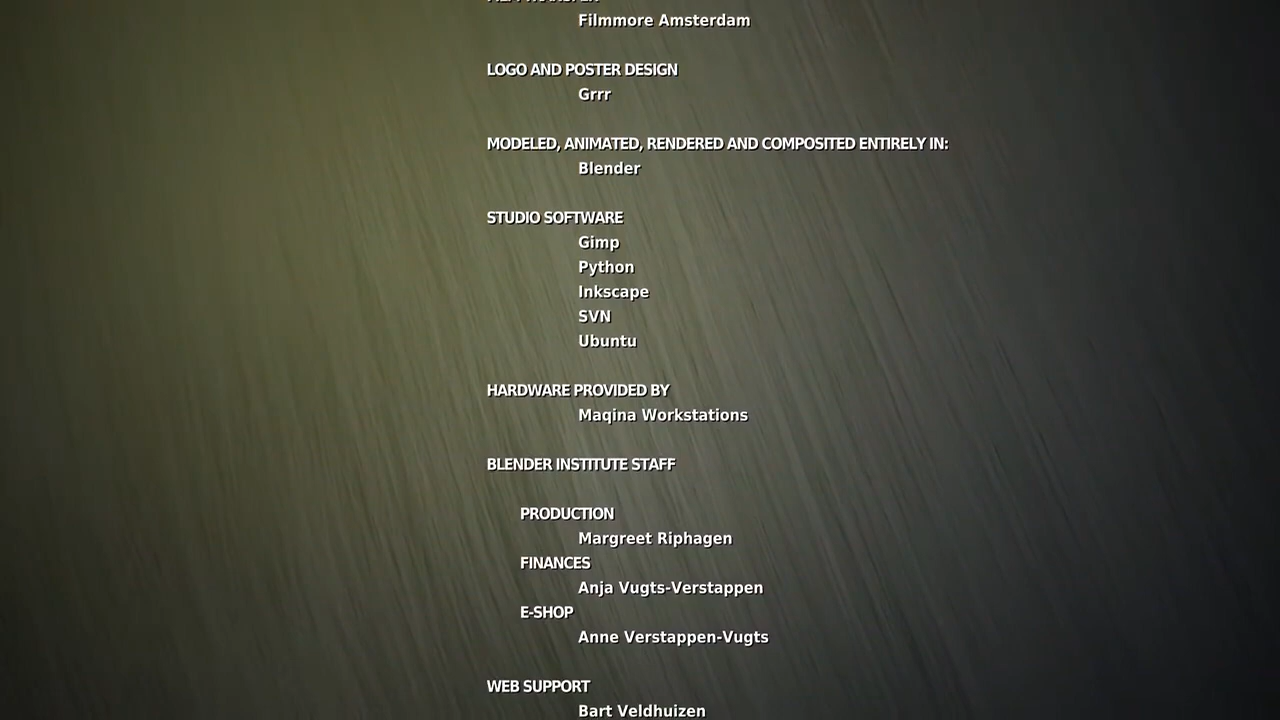 Filmmore Amsterdam
LOGO AND POSTER DESIGN
Grrr
MODELED, ANIMATED, RENDERED AND COMPOSITED ENTIRELY IN:
Blender
STUDIO SOFTWARE
Gimp
Python
Inkscape
SVN
Ubuntu
HARDWARE PROVIDED BY
Maqina Workstations
BLENDER INSTITUTE STAFF
PRODUCTION
Margreet Riphagen
FINANCES
Anja Vugts-Verstappen
E-SHOP
Anne Verstappen-Vugts
WEB SUPPORT
Bart Veldhuizen